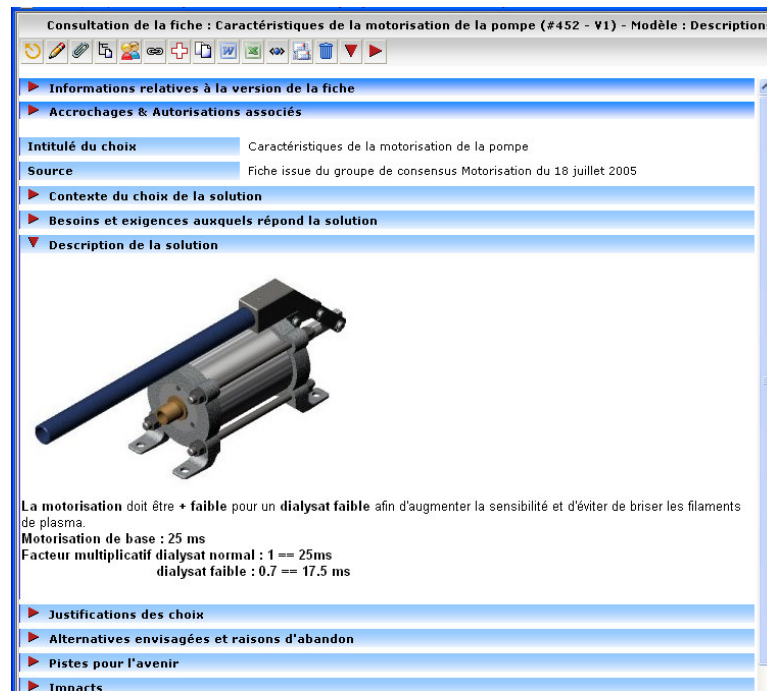 Consultation de la fiche : Caractéristiques de la motorisation de la pompe (#452 - V1) - Modèle : Descriptions
Informations relatives à la version de la fiche
Accrochages & Autorisations associés
Intitulé du choix Caractéristiques de la motorisation de la pompe
Source Fiche issue du groupe de consensus Motorisation du 18 juillet 2005
Contexte du choix de la solution
Besoins et exigences auxquels répond la solution
Description de la solution
La motorisation doit être + faible pour un dialysat faible afin d'augmenter la sensibilité et d'éviter de briser les filaments
de plasma.
Motorisation de base : 25 ms
Facteur multiplicatif dialysat normal : 1 == 25ms
dialysat faible : 0.7 == 17.5 ms
Justifications des choix
Alternatives envisagées et raisons d'abandon
Pistes pour l'avenir
Impacts